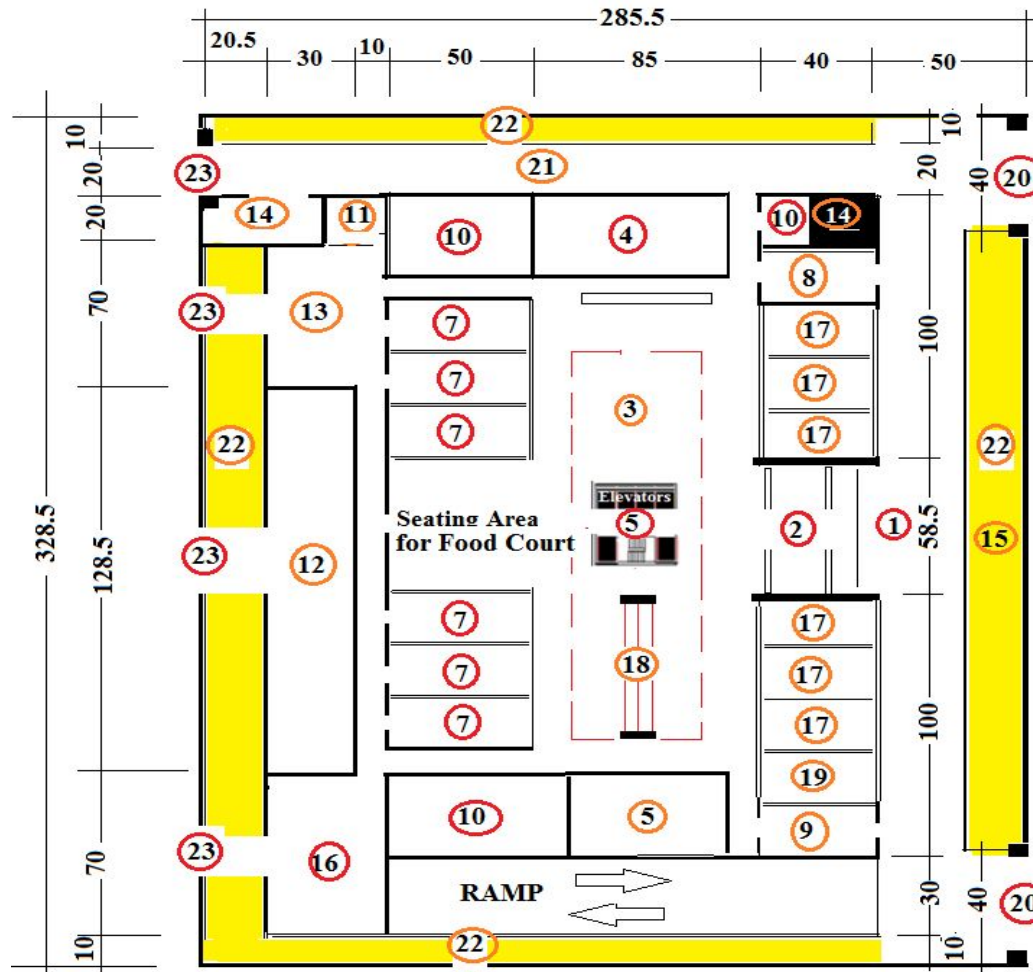 285.5
20.5 30 10 50 85 40 50
10 22 10
20 23 21 20 40 20
20 14 11 10 4 10 14
8
70 23 13 7 17 100
7 3 17
7 17
22 22
328.5
Elevators
Seating Area 5 2 1 58.5
for Food Court 15
128.5 23 12
7 17
18 7 17
7 17 100
19
23 16 10 5 9
70
RAMP 30 40 20
10 22 10